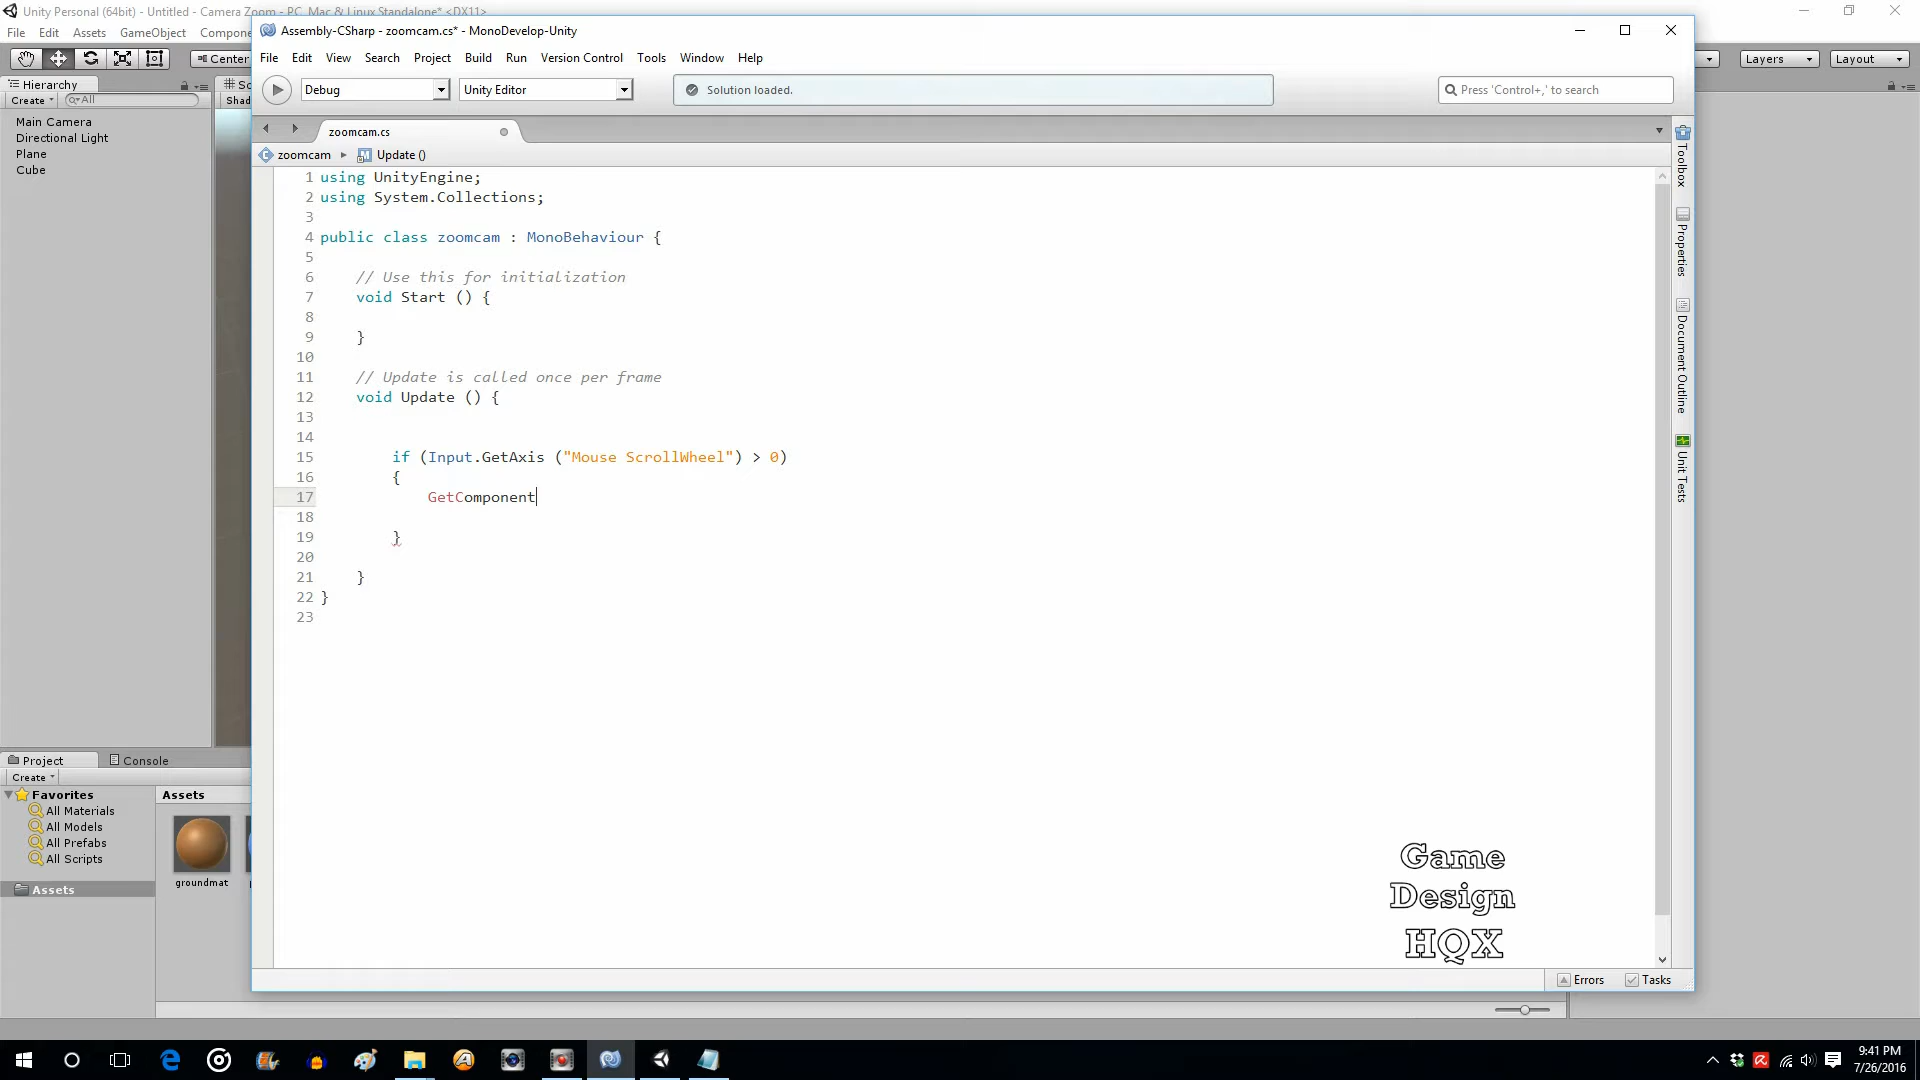 Unity Personal (64bit) - Untitled - Camera Zoom - PC, Mac & Linux Standalone* <DX11>
File Edit Assets GameObject Compone
Center
Layers
Layout
Hierarchy
Create All
Main Camera
Directional Light
Plane
Cube
Shad
Assembly-CSharp - zoomcam.cs* - MonoDevelop-Unity
File Edit View Search Project Build Run Version Control Tools Window Help
Debug
Unity Editor
Solution loaded.
Press 'Control+,' to search
zoomcam.cs
zoomcam Update ()
1 using UnityEngine;
2 using System.Collections;
3
4 public class zoomcam : MonoBehaviour {
5
6 // Use this for initialization
7 void Start () {
8
9 }
10
11 // Update is called once per frame
12 void Update () {
13
14
15 if (Input.GetAxis ("Mouse ScrollWheel") > 0)
16 {
17 GetComponent
18
19 }
20
21 }
22 }
23
Toolbox
Properties
Document Outline
Unit Tests
Errors Tasks
Game
Design
HQX
Project Console
Create
Favorites
All Materials
All Models
All Prefabs
All Scripts
Assets
Assets
groundmat
9:41 PM
7/26/2016